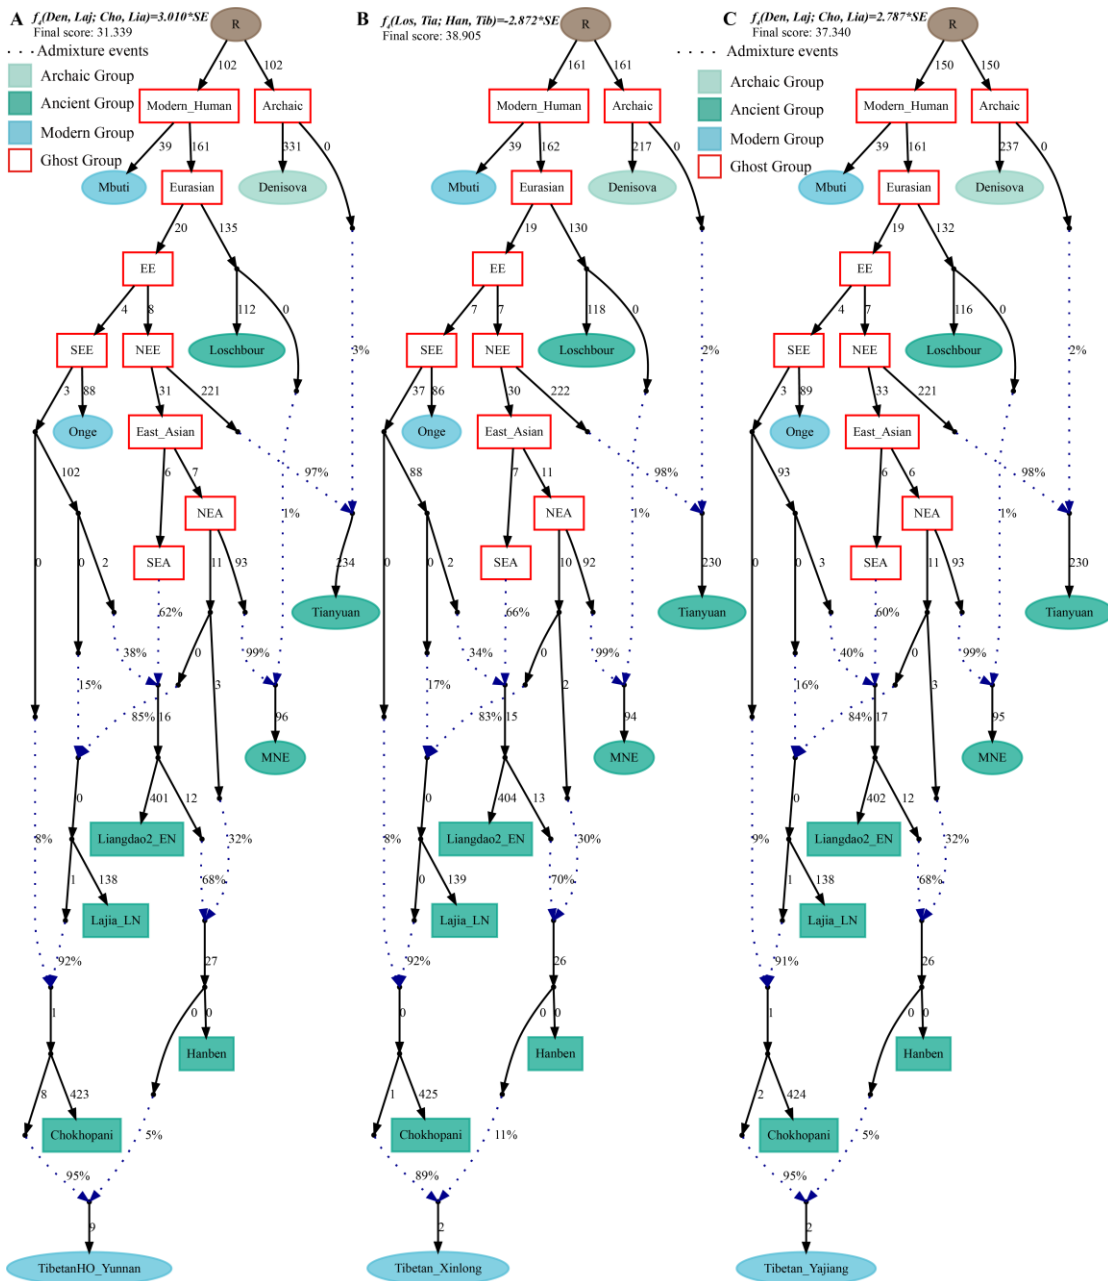 A f₄(Den, Laj; Cho, Lia)=3.010*SE
Final score: 31.339
Admixture events
Archaic Group
Ancient Group
Modern Group
Ghost Group
R
102 102
Modern_Human Archaic
39 161 331 0
Mbuti Eurasian Denisova
20 135
EE
4 8 112 0
SEE NEE Loschbour
3%
3 88 31 221
Onge East_Asian
102 6 7 97%
NEA
1%
0 0 2 SEA 11 93 234
62% Tianyuan
38% 0 99%
15% 3
85% 16 96
MNE
0 401 12
8% Liangdao2_EN 32%
1 138 68%
Lajia_LN
92% 27
1 0 0
Hanben
8 423
Chokhopani 5%
95%
9
TibetanHO_Yunnan
B f₄(Los, Tia; Han, Tib)=-2.872*SE
Final score: 38.905
R
161 161
Modern_Human Archaic
39 162 217 0
Mbuti Eurasian Denisova
19 130
EE
7 7 118 0
SEE NEE Loschbour
2%
37 86 30 222
Onge East_Asian
88 7 11 98%
NEA
1%
0 0 2 SEA 10 92 230
66% Tianyuan
34% 0 99%
17% 2
83% 15 94
MNE
0 404 13
8% Liangdao2_EN 30%
0 139 70%
Lajia_LN
92% 26
0 0 0
Hanben
1 425
Chokhopani 11%
89%
2
Tibetan_Xinlong
C f₄(Den, Laj; Cho, Lia)=2.787*SE
Final score: 37.340
Admixture events
Archaic Group
Ancient Group
Modern Group
Ghost Group
R
150 150
Modern_Human Archaic
39 161 237 0
Mbuti Eurasian Denisova
19 132
EE
4 7 116 0
SEE NEE Loschbour
2%
3 89 33 221
Onge East_Asian
93 6 6 98%
NEA
1%
0 0 3 SEA 11 93 230
60% Tianyuan
40% 0 99%
16% 3
84% 17 95
MNE
0 402 12
9% Liangdao2_EN 32%
1 138 68%
Lajia_LN
91% 26
1 0 0
Hanben
2 424
Chokhopani 5%
95%
2
Tibetan_Yajiang